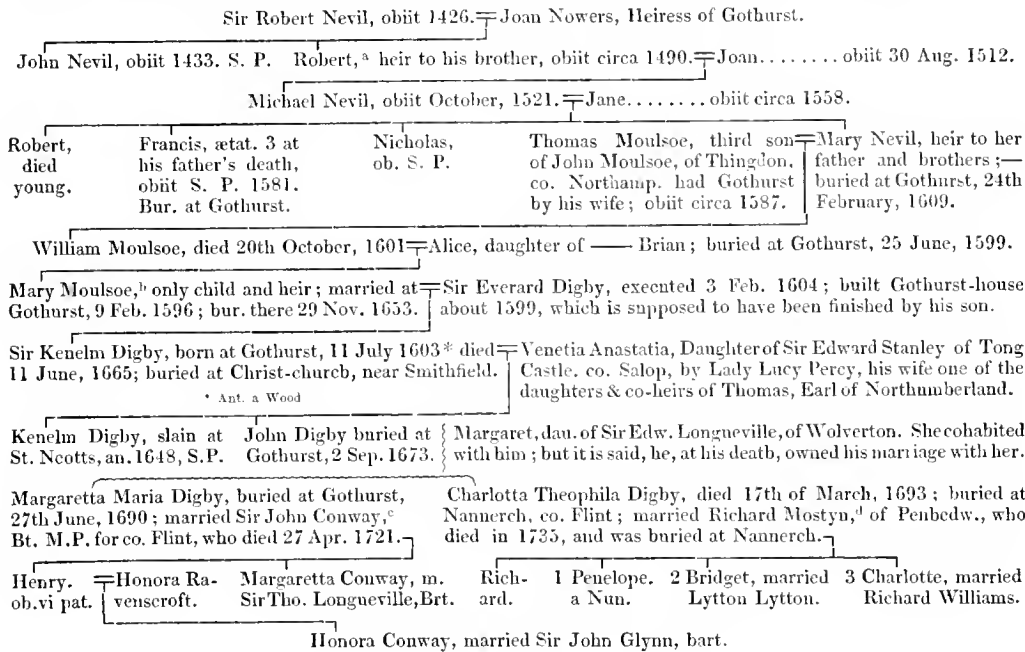 Sir Robert Nevil, obiit 1426.=Joan Nowers, Heiress of Gothurst.
John Nevil, obiit 1433. S. P. Robert,ᵃ heir to his brother, obiit circa 1490.=Joan........obiit 30 Aug. 1512.
Michael Nevil, obiit October, 1521.=Jane.......obiit circa 1558.
Robert, died young.
Francis, ætat. 3 at his father's death, obiit S. P. 1581. Bur. at Gothurst.
Nicholas, ob. S. P.
Thomas Moulsoe, third son=
of John Moulsoe, of Thingdon,
co. Northamp. had Gothurst
by his wife; obiit circa 1587.
Mary Nevil, heir to her
father and brothers;—
buried at Gothurst, 24th
February, 1609.
William Moulsoe, died 20th October, 1601=Alice, daughter of —— Brian; buried at Gothurst, 25 June, 1599.
Mary Moulsoe,ᵇ only child and heir; married at=
Gothurst, 9 Feb. 1596; bur. there 29 Nov. 1653.
Sir Everard Digby, executed 3 Feb. 1604; built Gothurst-house
about 1599, which is supposed to have been finished by his son.
Sir Kenelm Digby, born at Gothurst, 11 July 1603* died=
11 June, 1665; buried at Christ-church, near Smithfield.
* Ant. a Wood
Venetia Anastatia, Daughter of Sir Edward Stanley of Tong
Castle, co. Salop, by Lady Lucy Percy, his wife one of the
daughters & co-heirs of Thomas, Earl of Northumberland.
Kenelm Digby, slain at
St. Neotts, an. 1648, S.P.
John Digby buried at
Gothurst, 2 Sep. 1673.
Margaret, dau. of Sir Edw. Longueville, of Wolverton. She cohabited
with him; but it is said, he, at his death, owned his marriage with her.
Margaretta Maria Digby, buried at Gothurst,
27th June, 1690; married Sir John Conway,ᶜ
Bt. M.P. for co. Flint, who died 27 Apr. 1721.
Charlotta Theophila Digby, died 17th of March, 1693; buried at
Nannerch, co. Flint; married Richard Mostyn,ᵈ of Penbedw., who
died in 1735, and was buried at Nannerch.
Henry.
ob. vi pat.
=Honora Ra-
venscroft.
Margaretta Conway, m.
Sir Tho. Longueville, Brt.
Rich-
ard.
1 Penelope.
a Nun.
2 Bridget, married
Lytton Lytton.
3 Charlotte, married
Richard Williams.
Honora Conway, married Sir John Glynn, bart.